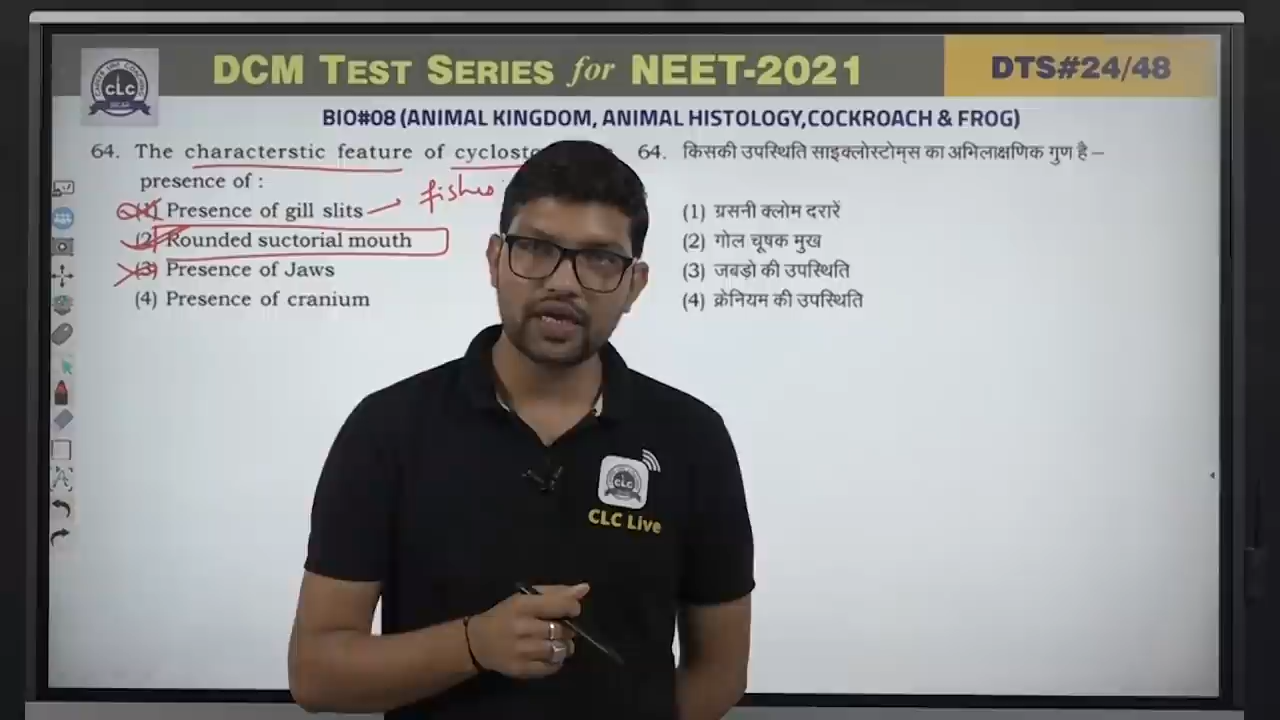 DCM TEST SERIES for NEET-2021
DTS#24/48
CLC
BIO#08 (ANIMAL KINGDOM, ANIMAL HISTOLOGY,COCKROACH & FROG)
64. The characterstic feature of
presence of :
(1) Presence of gill slits
(2) Rounded suctorial mouth
(3) Presence of Jaws
(4) Presence of cranium
64. किसकी उपस्थिति साइक्लोस्टोम्स का अभिलाक्षणिक गुण है –
(1) ग्रसनी क्लोम दरारें
(2) गोल चूषक मुख
(3) जबड़ो की उपस्थिति
(4) क्रेनियम की उपस्थिति
CLC
CLC Live